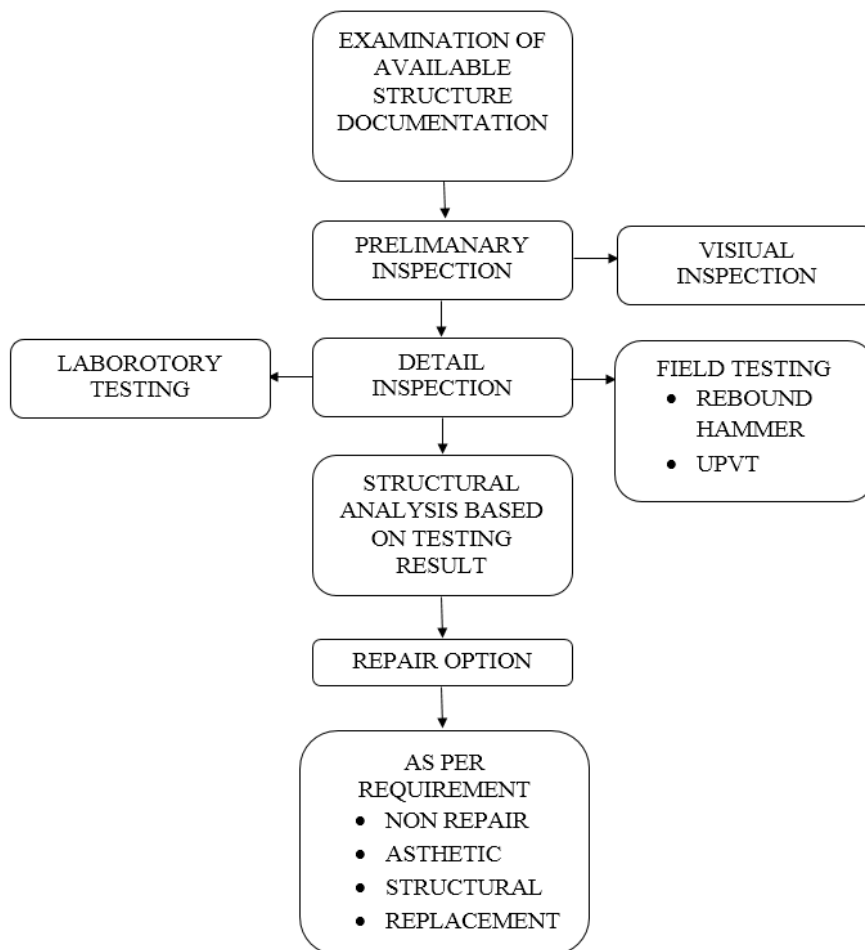 EXAMINATION OF
AVAILABLE
STRUCTURE
DOCUMENTATION
PRELIMANARY
INSPECTION
VISIUAL
INSPECTION
LABOROTORY
TESTING
DETAIL
INSPECTION
FIELD TESTING
• REBOUND
HAMMER
• UPVT
STRUCTURAL
ANALYSIS BASED
ON TESTING
RESULT
REPAIR OPTION
AS PER
REQUIREMENT
• NON REPAIR
• ASTHETIC
• STRUCTURAL
• REPLACEMENT